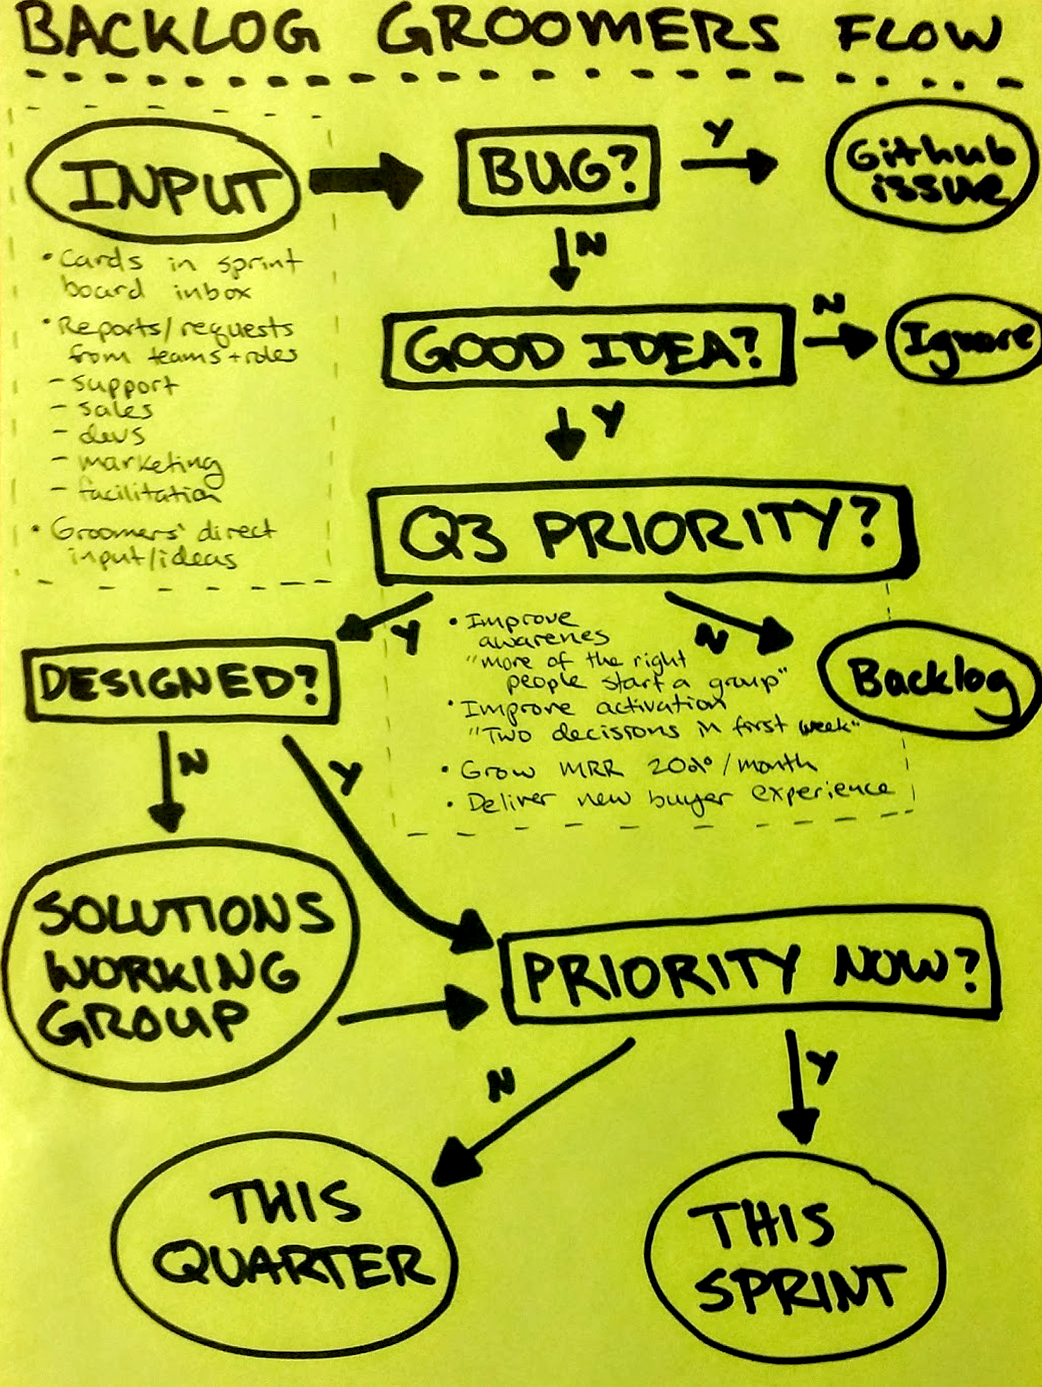 BACKLOG GROOMERS FLOW
INPUT
BUG?
Y
Github
issue
N
• Cards in sprint
board inbox
• Reports/requests
from teams+roles
- support
- sales
- devs
- marketing
- facilitation
• Groomers' direct
input/ideas
GOOD IDEA?
N
Ignore
Y
Q3 PRIORITY?
Y
N
• Improve
awarenes
"more of the right
people start a group"
• Improve activation
"Two decisions in first week"
• Grow MRR 20% /month
• Deliver new buyer experience
Backlog
DESIGNED?
N
Y
SOLUTIONS
WORKING
GROUP
PRIORITY NOW?
N
Y
THIS
QUARTER
THIS
SPRINT